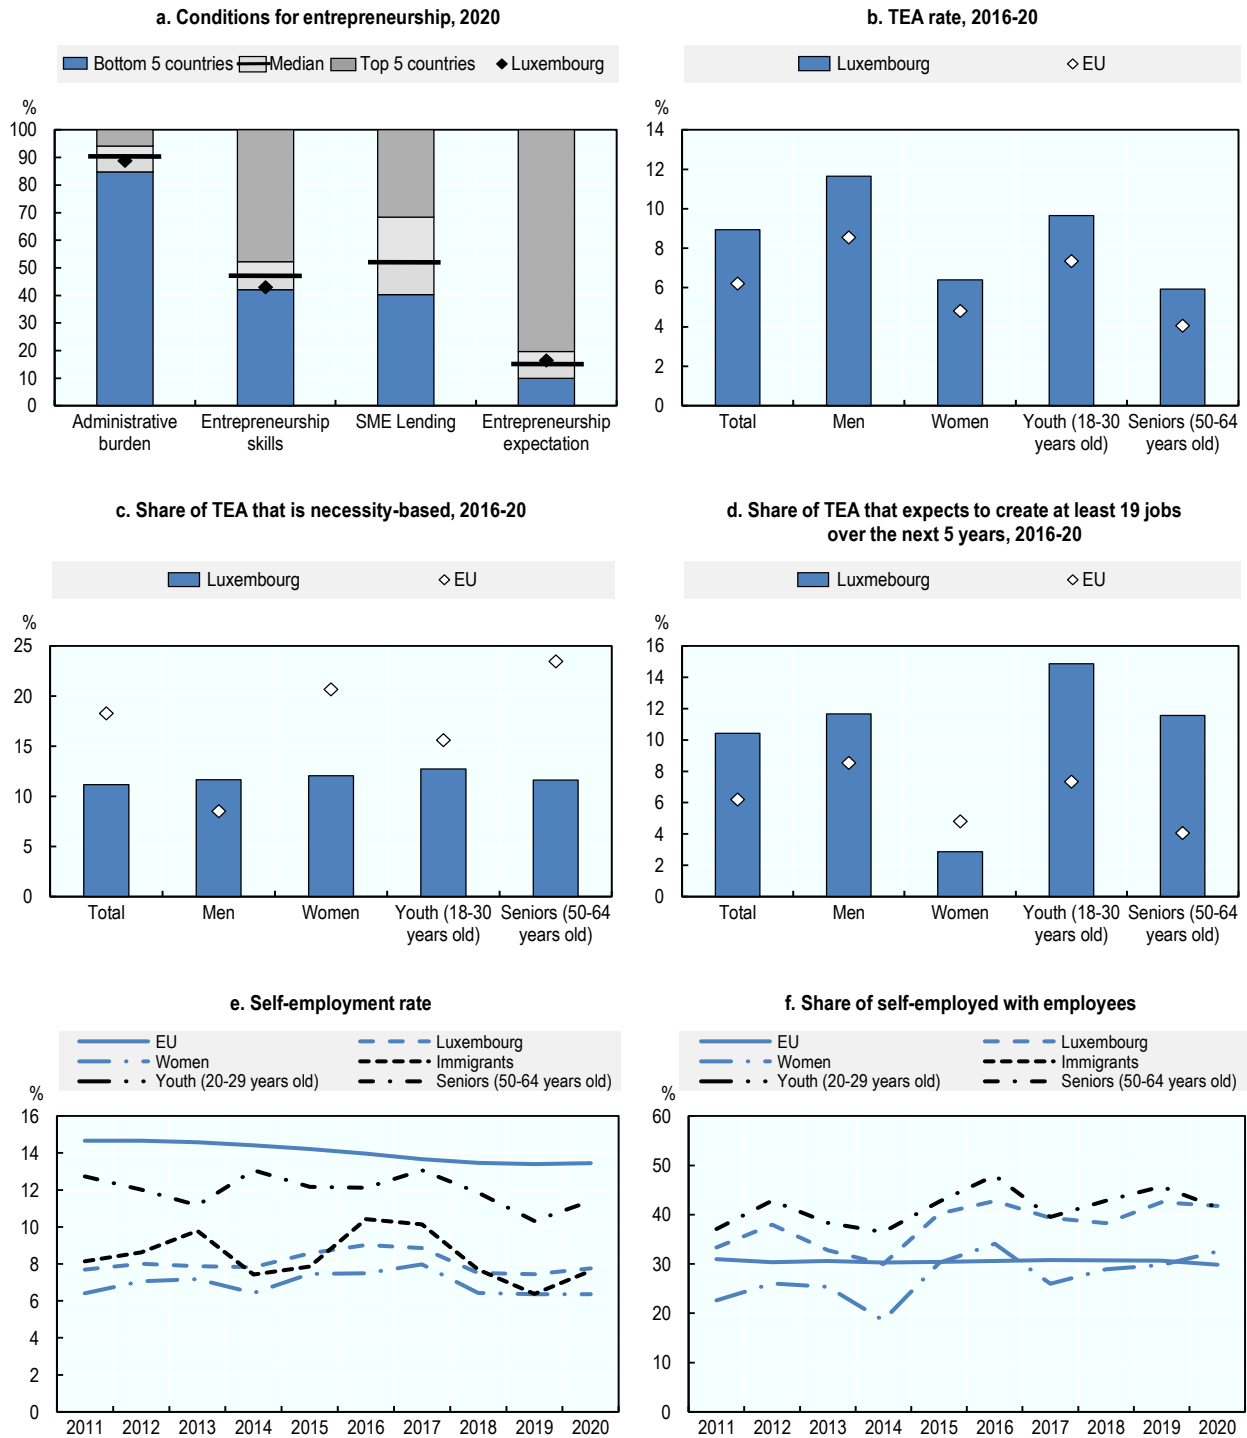 a. Conditions for entrepreneurship, 2020
Bottom 5 countries Median Top 5 countries Luxembourg
%
100
90
80
70
60
50
40
30
20
10
0
Administrative burden
Entrepreneurship skills
SME Lending
Entrepreneurship expectation
b. TEA rate, 2016-20
Luxembourg EU
%
14
12
10
8
6
4
2
0
Total
Men
Women
Youth (18-30 years old)
Seniors (50-64 years old)
c. Share of TEA that is necessity-based, 2016-20
Luxembourg EU
%
25
20
15
10
5
0
Total
Men
Women
Youth (18-30 years old)
Seniors (50-64 years old)
d. Share of TEA that expects to create at least 19 jobs
over the next 5 years, 2016-20
Luxmebourg EU
%
16
14
12
10
8
6
4
2
0
Total
Men
Women
Youth (18-30 years old)
Seniors (50-64 years old)
e. Self-employment rate
EU Luxembourg
Women Immigrants
Youth (20-29 years old) Seniors (50-64 years old)
%
16
14
12
10
8
6
4
2
0
2011 2012 2013 2014 2015 2016 2017 2018 2019 2020
f. Share of self-employed with employees
EU Luxembourg
Women Immigrants
Youth (20-29 years old) Seniors (50-64 years old)
%
60
50
40
30
20
10
0
2011 2012 2013 2014 2015 2016 2017 2018 2019 2020